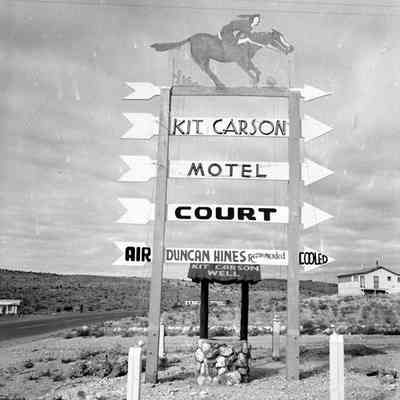 KIT CARSON
MOTEL
COURT
AIR DUNCAN HINES Recommended COOLED
KIT CARSON
WELL